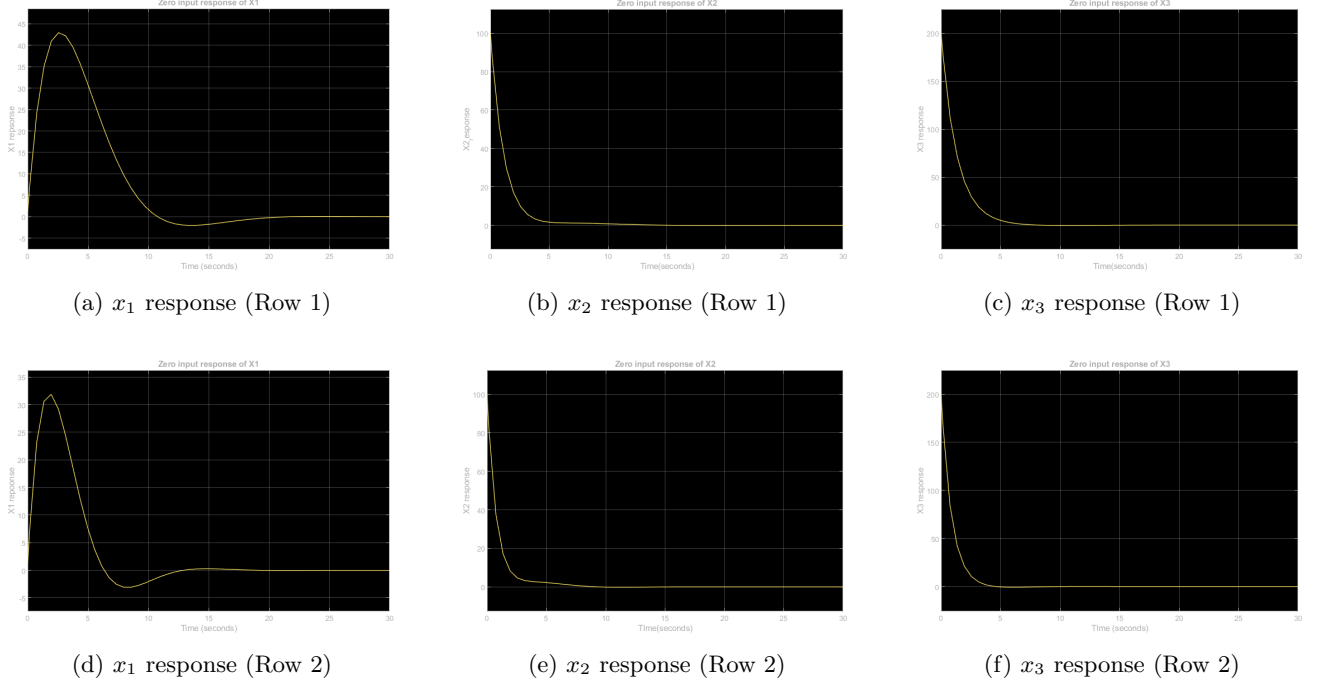 Zero input response of X1
X1 repsonse
45
40
35
30
25
20
15
10
5
0
-5
0 5 10 15 20 25 30
Time (seconds)
(a) x₁ response (Row 1)
Zero input response of X2
X2,esponse
100
80
60
40
20
0
0 5 10 15 20 25 30
Time(seconds)
(b) x₂ response (Row 1)
Zero input response of X3
X3 response
200
150
100
50
0
0 5 10 15 20 25 30
Time(seconds)
(c) x₃ response (Row 1)
Zero input response of X1
35
30
25
20
15
10
5
0
-5
0 5 10 15 20 25 30
Time (seconds)
(d) x₁ response (Row 2)
Zero input response of X2
X2 response
100
80
60
40
20
0
0 5 10 15 20 25 30
Time(seconds)
(e) x₂ response (Row 2)
Zero input response of X3
X3 response
200
150
100
50
0
0 5 10 15 20 25 30
TIme(seconds)
(f) x₃ response (Row 2)